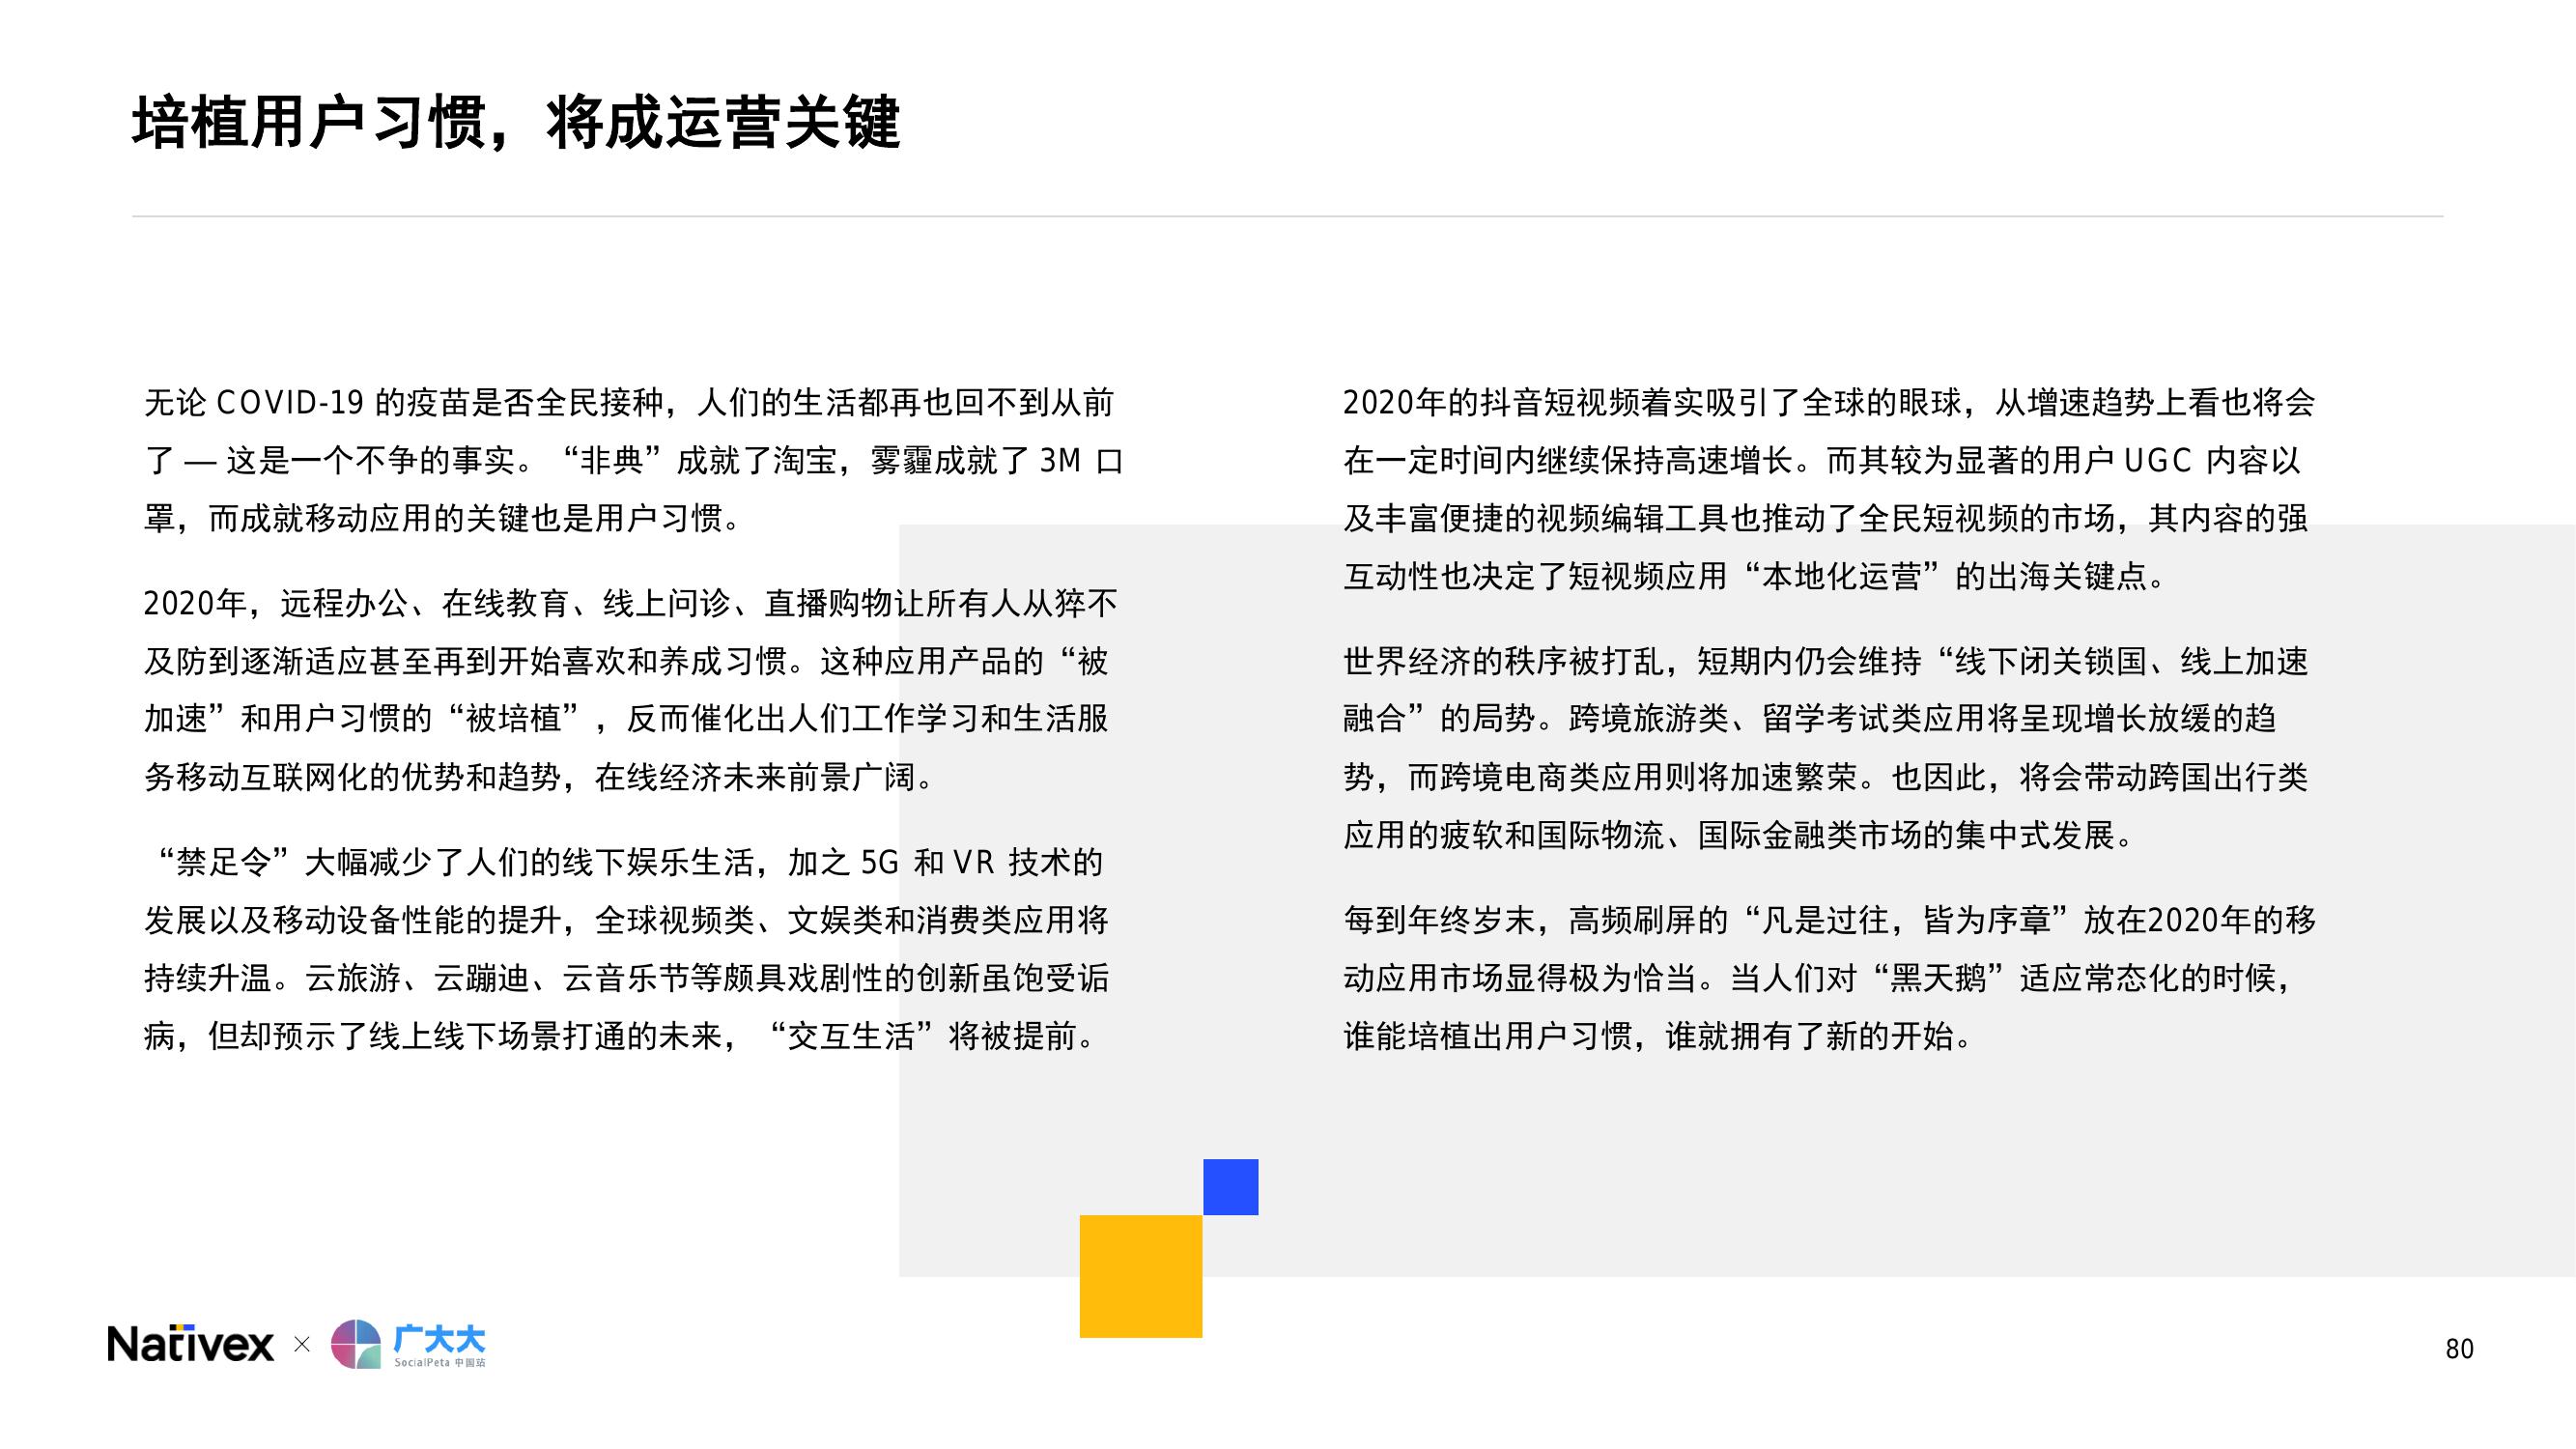 培植用户习惯，将成运营关键
无论 COVID-19 的疫苗是否全民接种，人们的生活都再也回不到从前
了 — 这是一个不争的事实。“非典”成就了淘宝，雾霾成就了 3M 口
罩，而成就移动应用的关键也是用户习惯。
2020年，远程办公、在线教育、线上问诊、直播购物让所有人从猝不
及防到逐渐适应甚至再到开始喜欢和养成习惯。这种应用产品的“被
加速”和用户习惯的“被培植”，反而催化出人们工作学习和生活服
务移动互联网化的优势和趋势，在线经济未来前景广阔。
“禁足令”大幅减少了人们的线下娱乐生活，加之 5G 和 VR 技术的
发展以及移动设备性能的提升，全球视频类、文娱类和消费类应用将
持续升温。云旅游、云蹦迪、云音乐节等颇具戏剧性的创新虽饱受诟
病，但却预示了线上线下场景打通的未来，“交互生活”将被提前。
2020年的抖音短视频着实吸引了全球的眼球，从增速趋势上看也将会
在一定时间内继续保持高速增长。而其较为显著的用户 UGC 内容以
及丰富便捷的视频编辑工具也推动了全民短视频的市场，其内容的强
互动性也决定了短视频应用“本地化运营”的出海关键点。
世界经济的秩序被打乱，短期内仍会维持“线下闭关锁国、线上加速
融合”的局势。跨境旅游类、留学考试类应用将呈现增长放缓的趋
势，而跨境电商类应用则将加速繁荣。也因此，将会带动跨国出行类
应用的疲软和国际物流、国际金融类市场的集中式发展。
每到年终岁末，高频刷屏的“凡是过往，皆为序章”放在2020年的移
动应用市场显得极为恰当。当人们对“黑天鹅”适应常态化的时候，
谁能培植出用户习惯，谁就拥有了新的开始。
Nativex × 广大大
SocialPeta 中国站
80